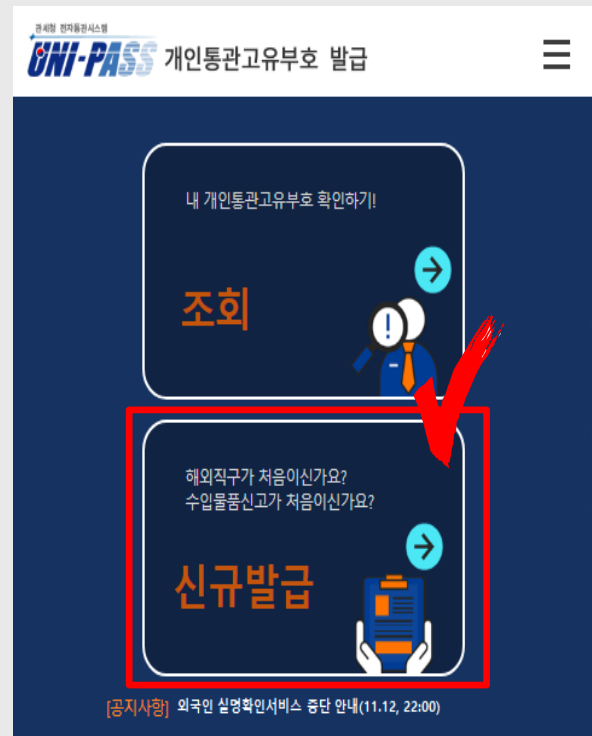 관세청 전자통관시스템
UNI-PASS 개인통관고유부호 발급
내 개인통관고유부호 확인하기!
조회
해외직구가 처음이신가요?
수입물품신고가 처음이신가요?
신규발급
[공지사항] 외국인 실명확인서비스 중단 안내(11.12, 22:00)